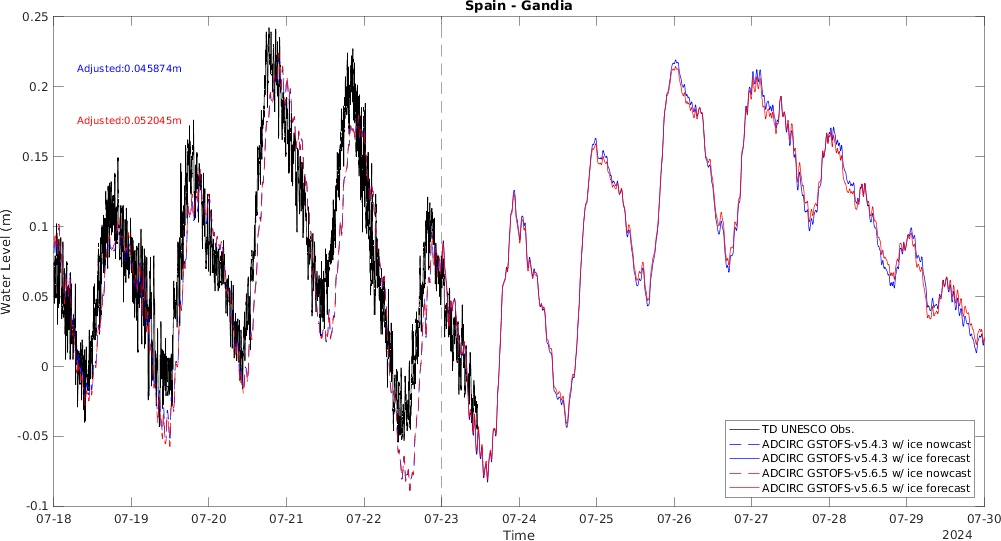 Spain - Gandia
0.25
0.2
0.15
0.1
0.05
0
-0.05
-0.1
Water Level (m)
Adjusted:0.045874m
Adjusted:0.052045m
TD UNESCO Obs.
ADCIRC GSTOFS-v5.4.3 w/ ice nowcast
ADCIRC GSTOFS-v5.4.3 w/ ice forecast
ADCIRC GSTOFS-v5.6.5 w/ ice nowcast
ADCIRC GSTOFS-v5.6.5 w/ ice forecast
07-18 07-19 07-20 07-21 07-22 07-23 07-24 07-25 07-26 07-27 07-28 07-29 07-30
Time
2024